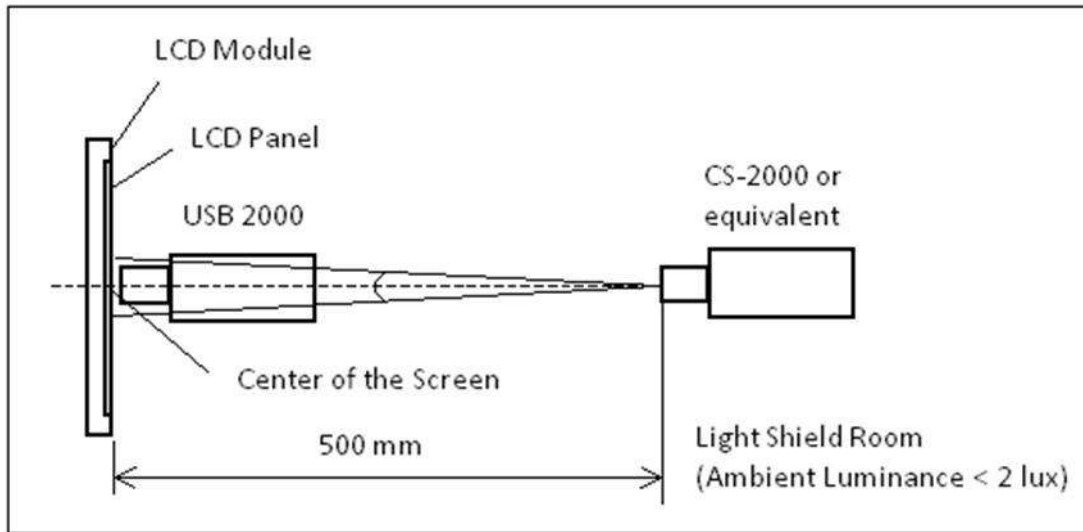 LCD Module
LCD Panel
USB 2000
CS-2000 or
equivalent
Center of the Screen
500 mm
Light Shield Room
(Ambient Luminance < 2 lux)